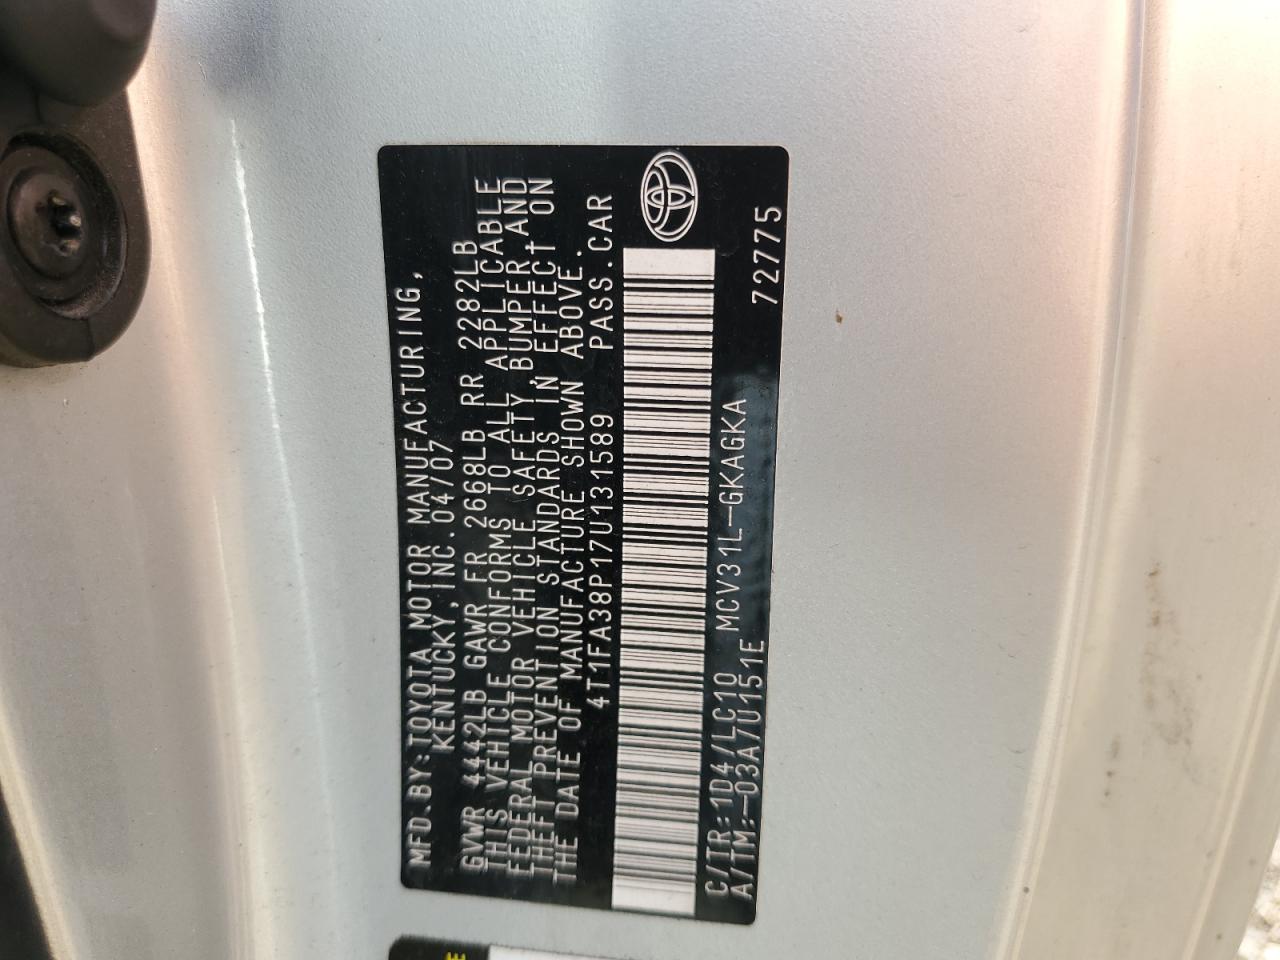 MFD.BY:TOYOTA MOTOR MANUFACTURING,
KENTUCKY, INC. 04/07
GVWR 4442LB GAWR FR 2668LB RR 2282LB
THIS VEHICLE CONFORMS TO ALL APPLICABLE
FEDERAL MOTOR VEHICLE SAFETY, BUMPER, AND
THEFT PREVENTION STANDARDS IN EFFECT ON
THE DATE OF MANUFACTURE SHOWN ABOVE.
4T1FA38P17U131589 PASS.CAR
C/TR:1D4/LC10 MCV31L-GKAGKA
A/TM:-03A/U151E 72775
E